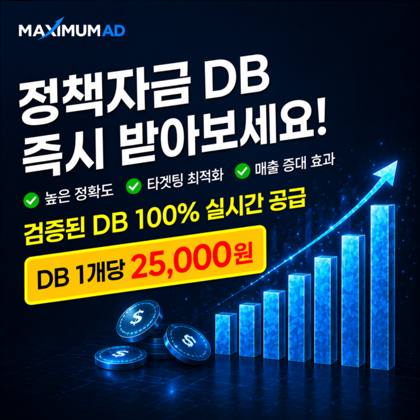 MAXIMUM AD
정책자금 DB
즉시 받아보세요!
높은 정확도 타겟팅 최적화 매출 증대 효과
검증된 DB 100% 실시간 공급
DB 1개당 25,000원
$ $ $